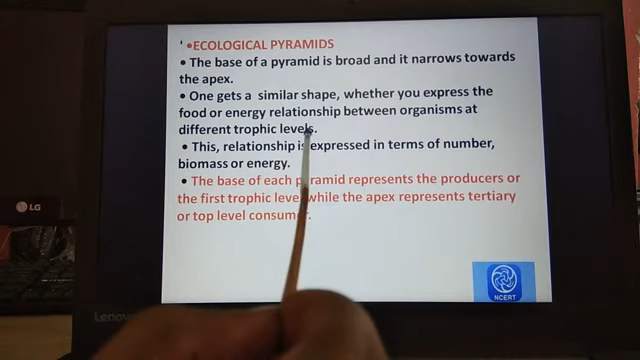 ' •ECOLOGICAL PYRAMIDS
• The base of a pyramid is broad and it narrows towards
the apex.
• One gets a similar shape, whether you express the
food or energy relationship between organisms at
different trophic levels.
• This, relationship is expressed in terms of number,
biomass or energy.
• The base of each pyramid represents the producers or
the first trophic level while the apex represents tertiary
or top level consumer.
LG
NCERT
Lenovo